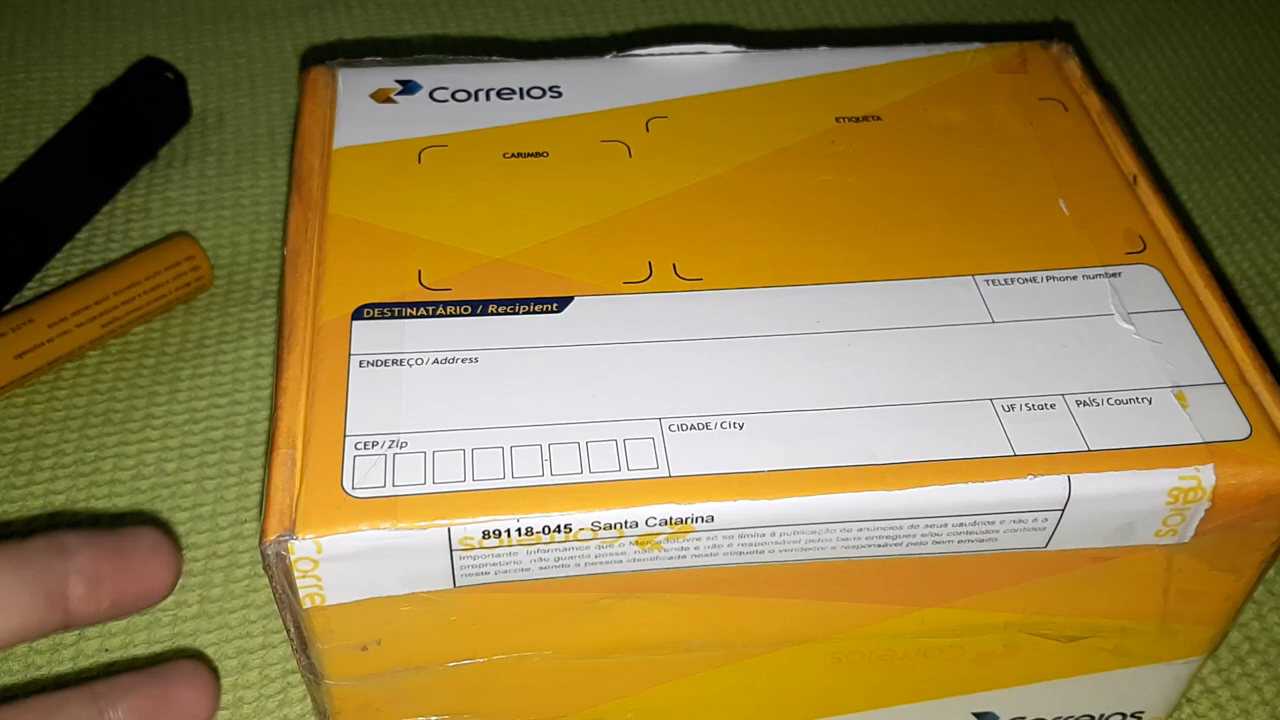 Correios
CARIMBO
ETIQUETA
DESTINATÁRIO / Recipient
TELEFONE/Phone number
ENDEREÇO/Address
CEP/Zip
CIDADE/City
UF/State
PAÍS/Country
89118-045 - Santa Catarina
Importante: Informamos que o MercadoLivre só se limita à publicação de anúncios de seus usuários e não é o
proprietário, não guarda posse, não venda e não é responsável pelos bens entregues e/ou conteúdos contidos
neste pacote, sendo a pessoa identificada neste etiqueta o vendedor e responsável pelo bem enviado.
Correios
Correios